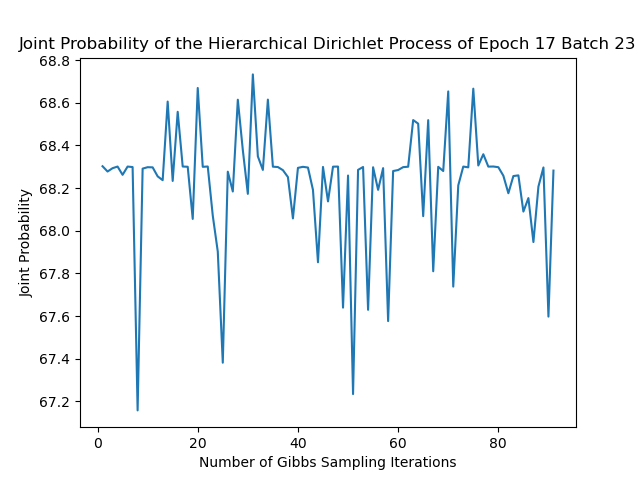 Joint Probability of the Hierarchical Dirichlet Process of Epoch 17 Batch 23
68.8
68.6
68.4
68.2
68.0
67.8
67.6
67.4
67.2
Joint Probability
0 20 40 60 80
Number of Gibbs Sampling Iterations